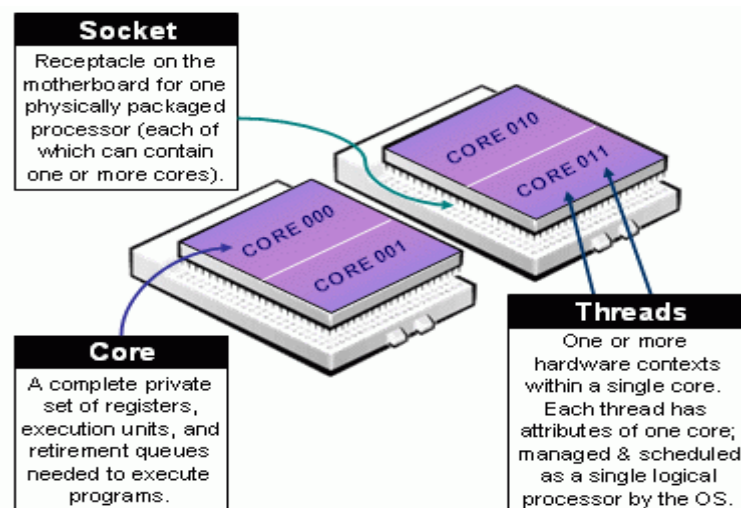 Socket
Receptacle on the
motherboard for one
physically packaged
processor (each of
which can contain
one or more cores).
CORE 010
CORE 011
CORE 000
CORE 001
Core
A complete private
set of registers,
execution units, and
retirement queues
needed to execute
programs.
Threads
One or more
hardware contexts
within a single core.
Each thread has
attributes of one core;
managed & scheduled
as a single logical
processor by the OS.